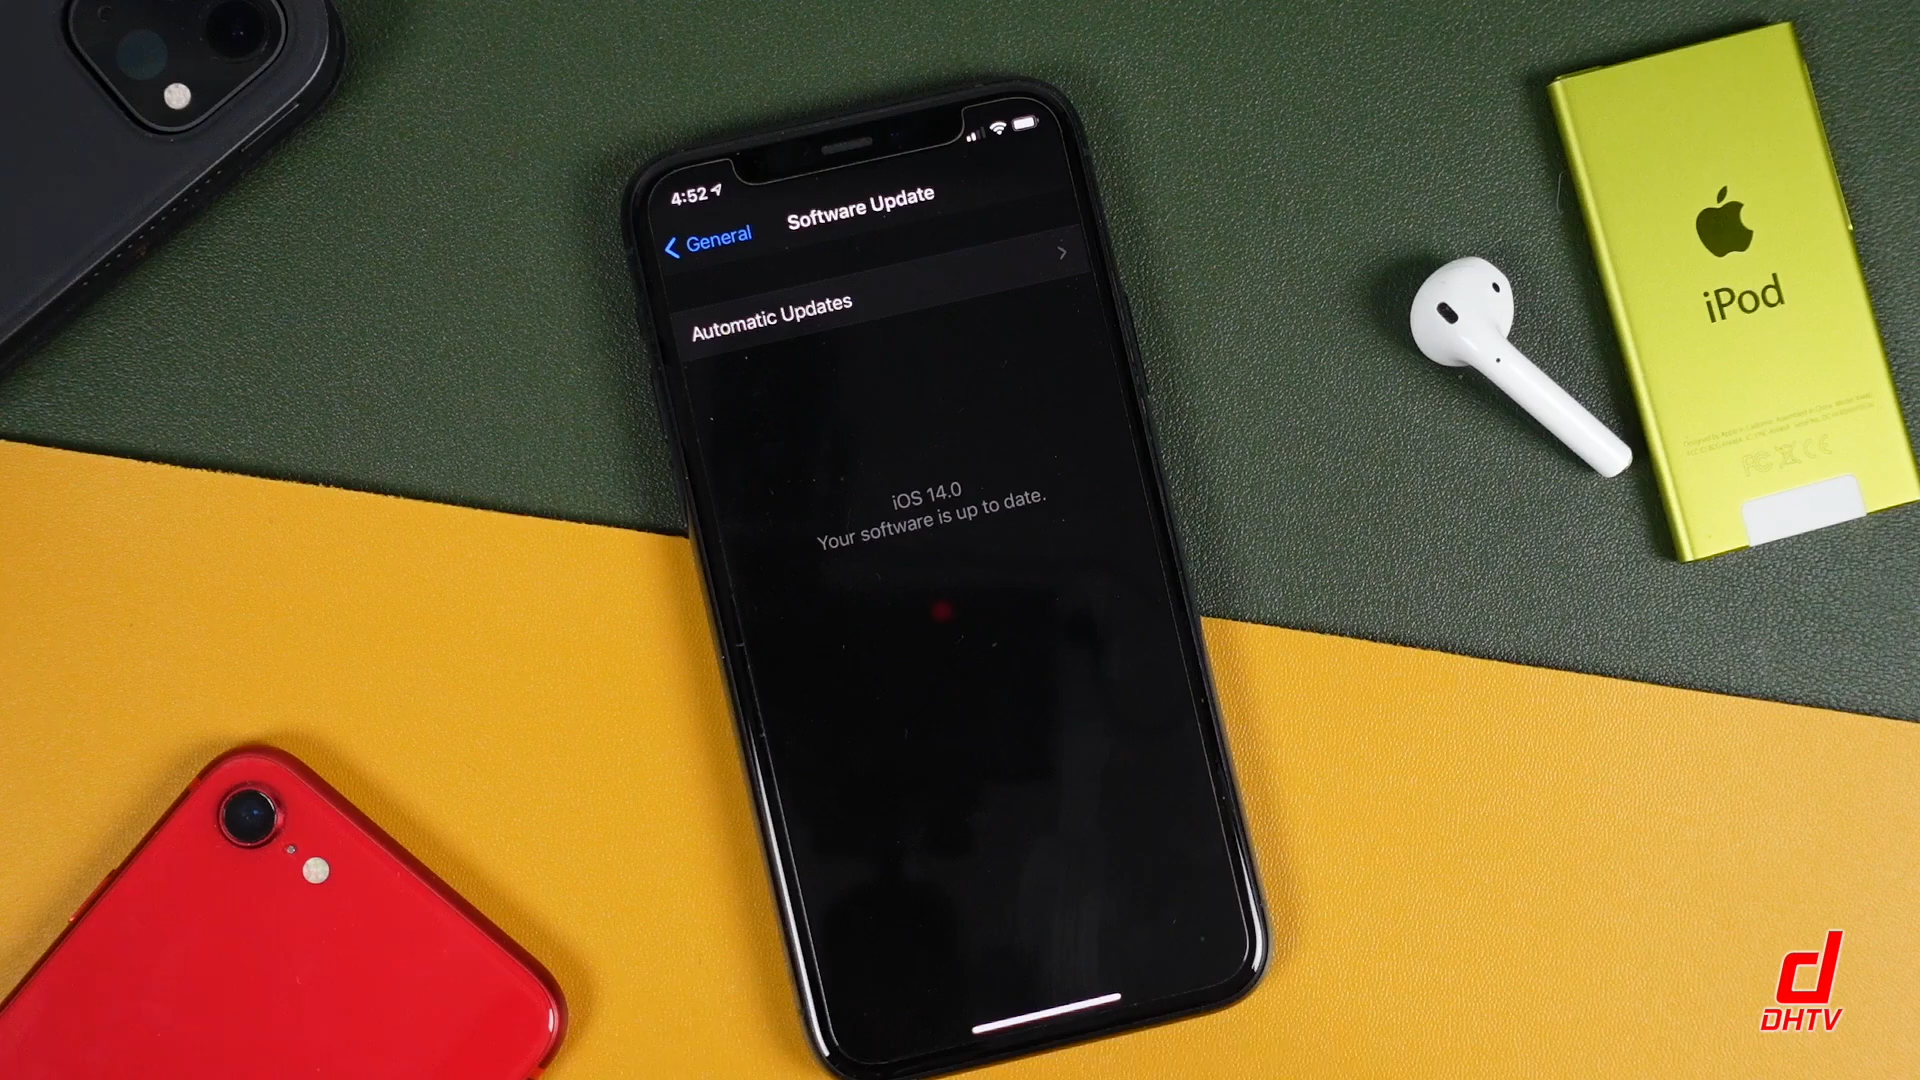 4:52
Software Update
General
Automatic Updates
iOS 14.0
Your software is up to date.
iPod
DHTV